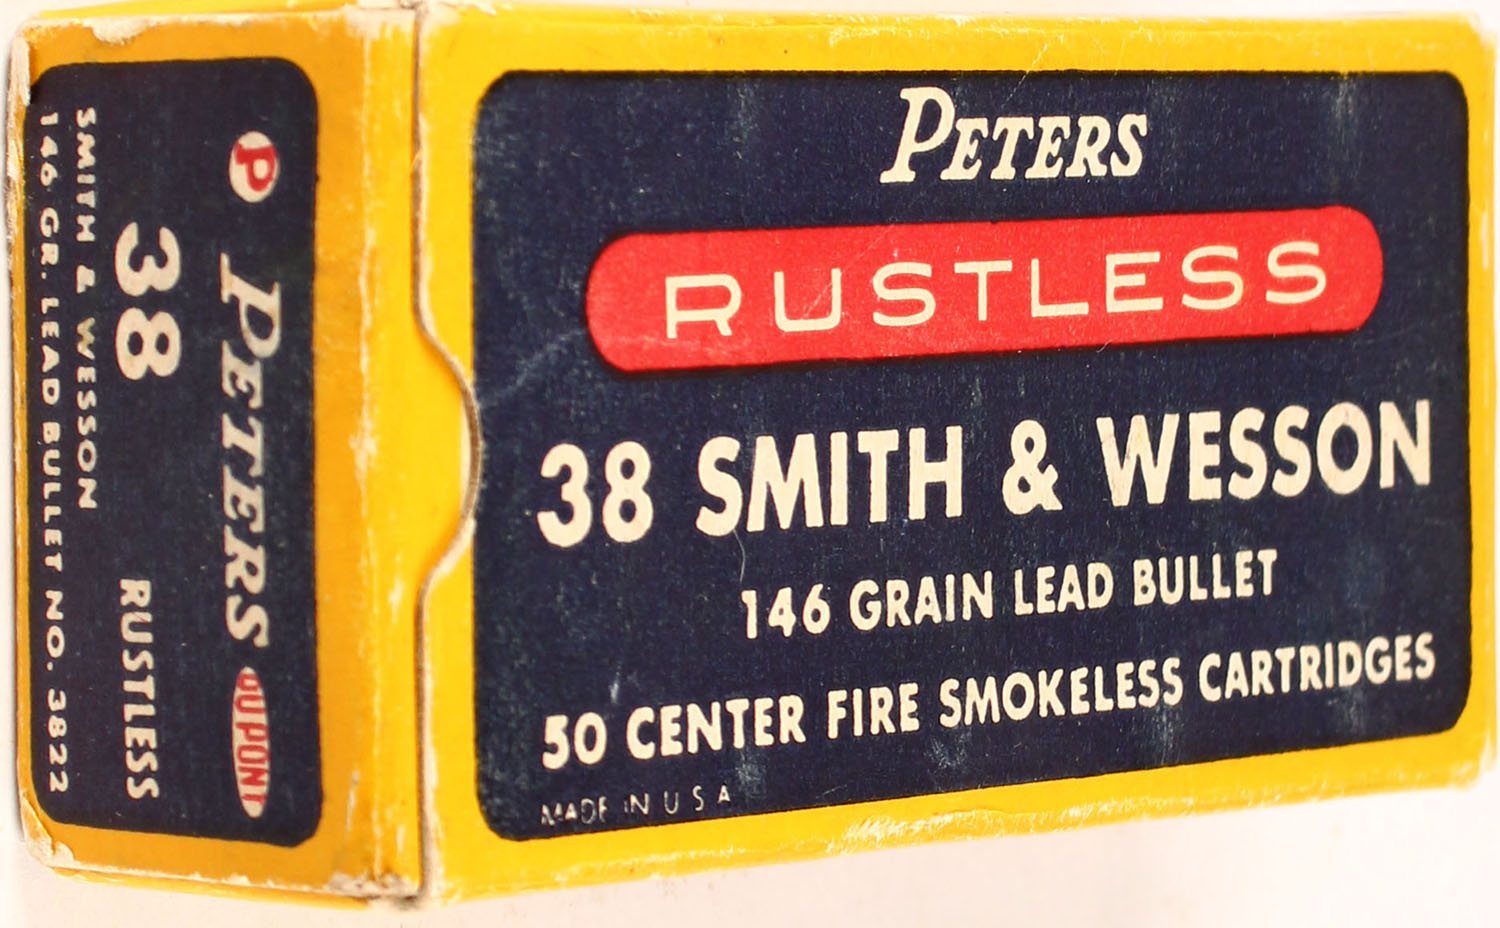 PETERS
RUSTLESS
38 SMITH & WESSON
146 GRAIN LEAD BULLET
50 CENTER FIRE SMOKELESS CARTRIDGES
MADE IN U S A
P PETERS DUPONT
38 RUSTLESS
SMITH & WESSON
146 GR. LEAD BULLET NO. 3822